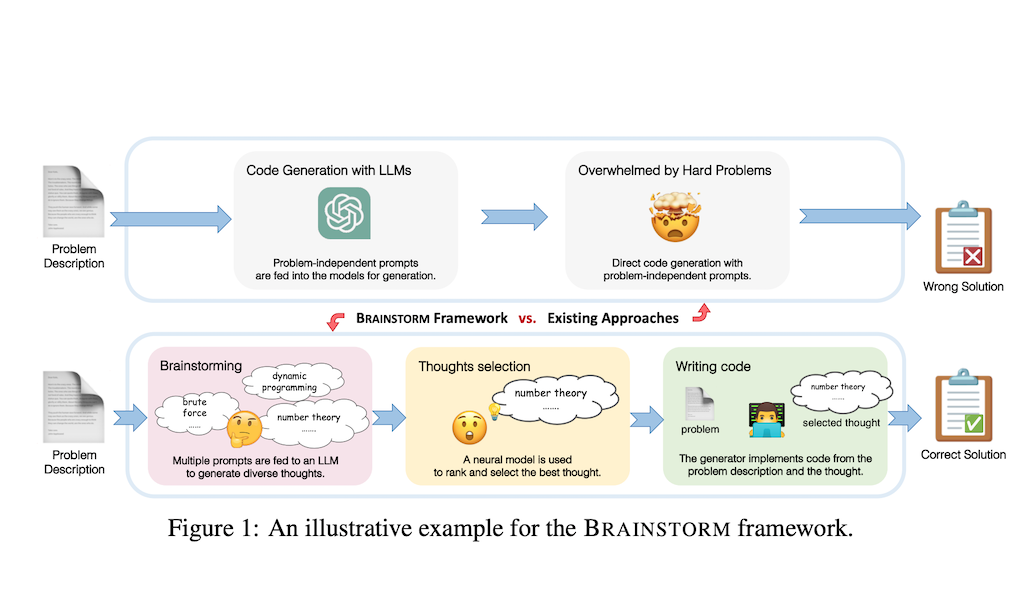 Code Generation with LLMs
Overwhelmed by Hard Problems
Problem
Description
Problem-independent prompts
are fed into the models for generation.
Direct code generation with
problem-independent prompts.
Wrong Solution
BRAINSTORM Framework vs. Existing Approaches
Brainstorming
dynamic
programming
brute
force
......
number theory
.......
Multiple prompts are fed to an LLM
to generate diverse thoughts.
Thoughts selection
number theory
.......
A neural model is used
to rank and select the best thought.
Writing code
problem
number theory
......
selected thought
The generator implements code from the
problem description and the thought.
Problem
Description
Correct Solution
Figure 1: An illustrative example for the BRAINSTORM framework.